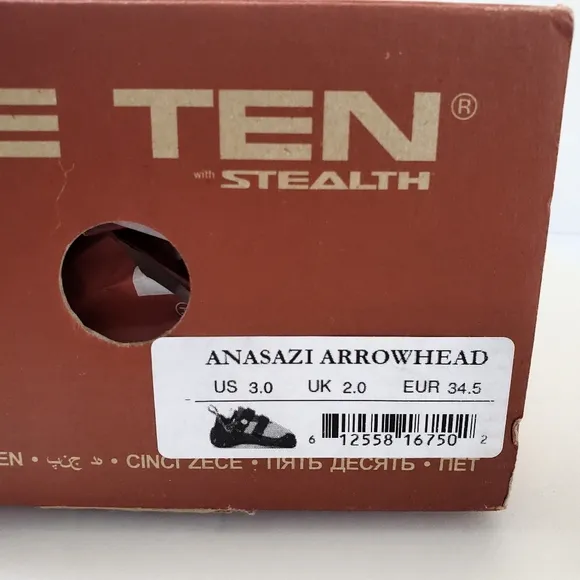 E TEN®
with STEALTH
ANASAZI ARROWHEAD
US 3.0 UK 2.0 EUR 34.5
6 12558 16750 2
EN • پنج • CINCI ZECE • ПЯТЬ ДЕСЯТЬ • ПЕТ